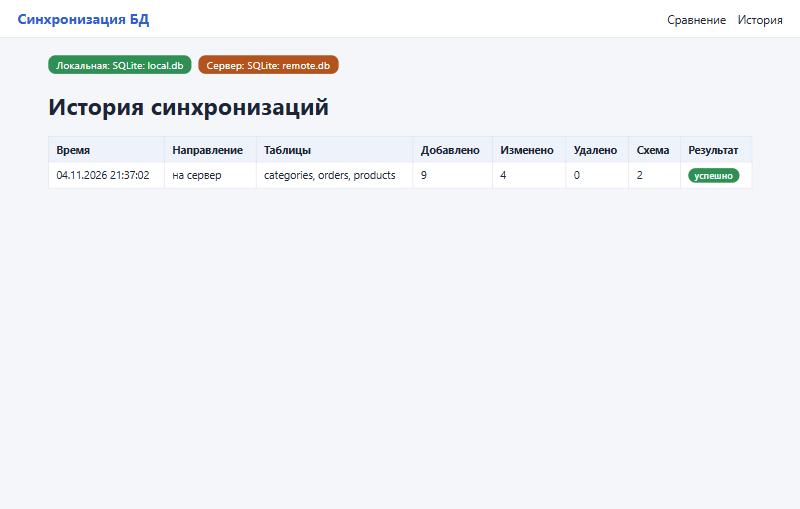 Синхронизация БД Сравнение История
Локальная: SQLite: local.db Сервер: SQLite: remote.db
История синхронизаций
Время Направление Таблицы Добавлено Изменено Удалено Схема Результат
04.11.2026 21:37:02 на сервер categories, orders, products 9 4 0 2 успешно